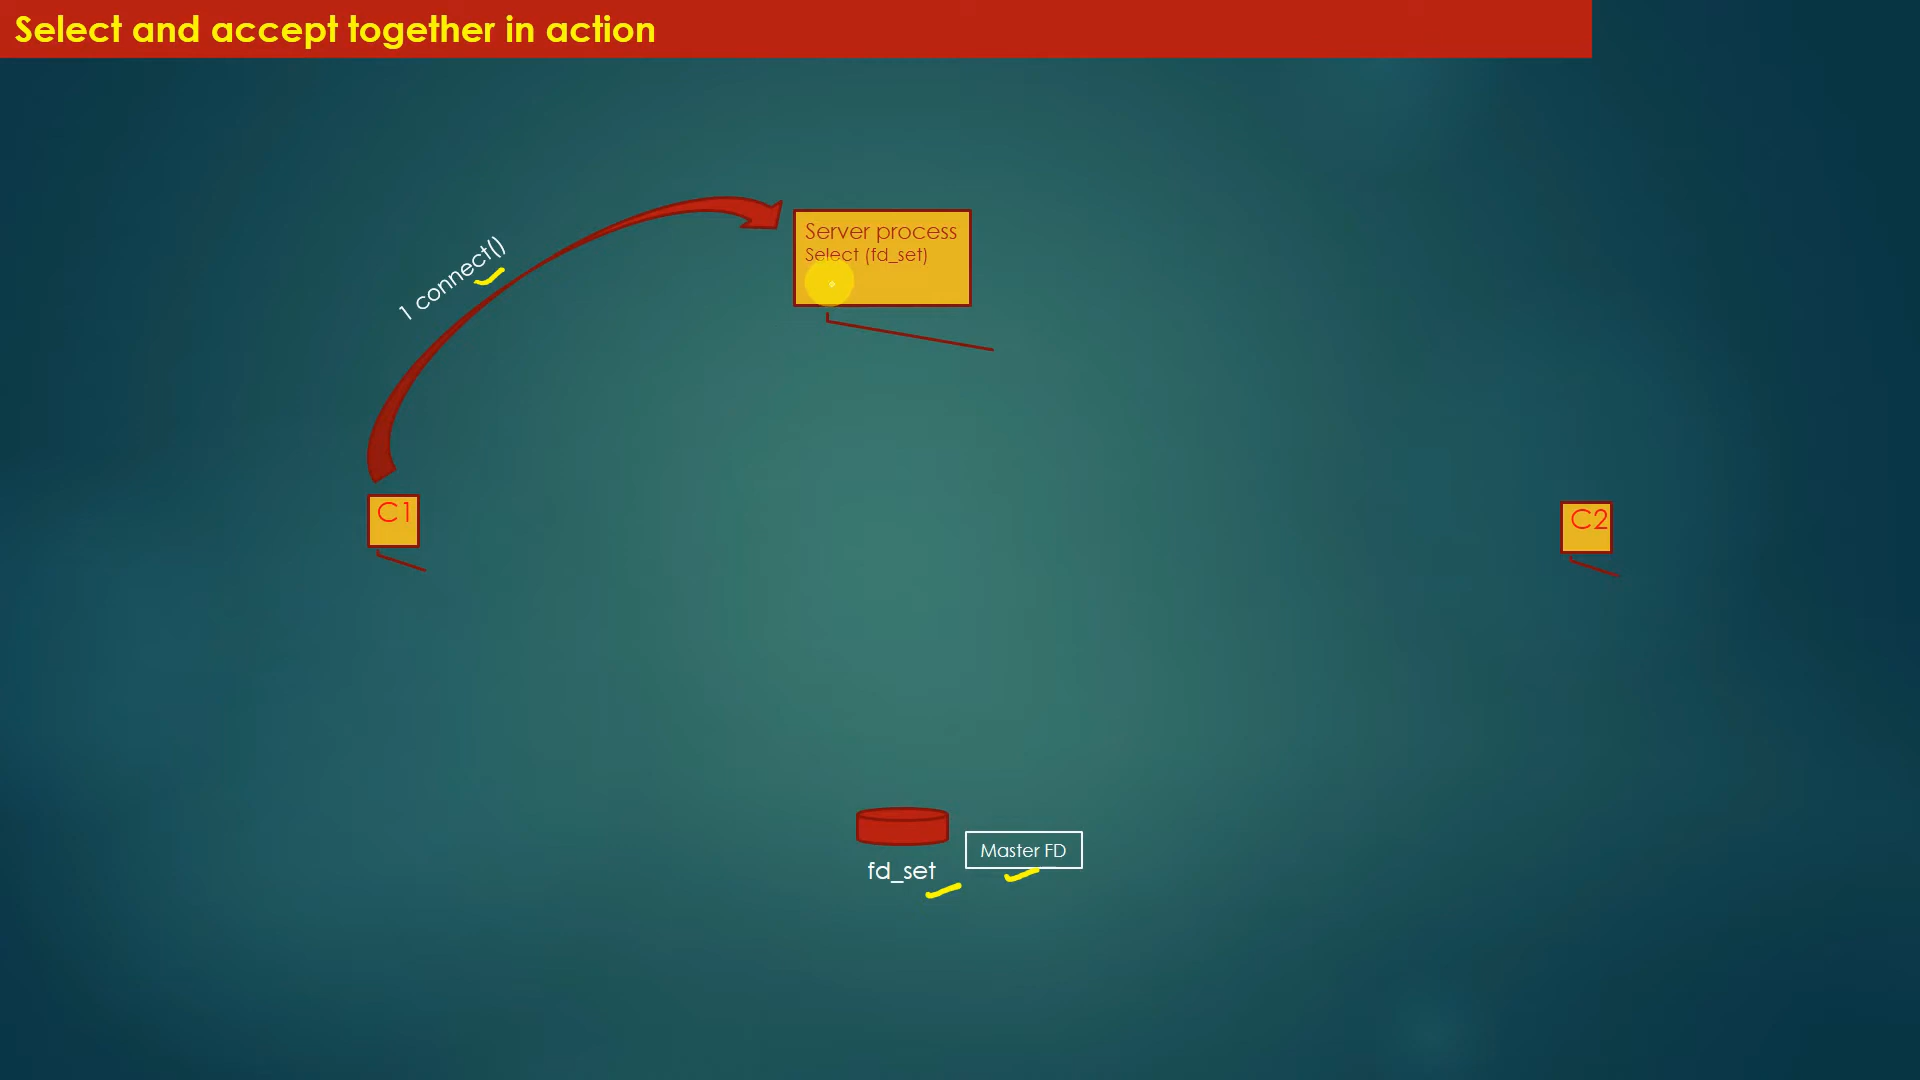 Select and accept together in action
1 connect()
Server process
Select (fd_set)
C1
C2
fd_set
Master FD